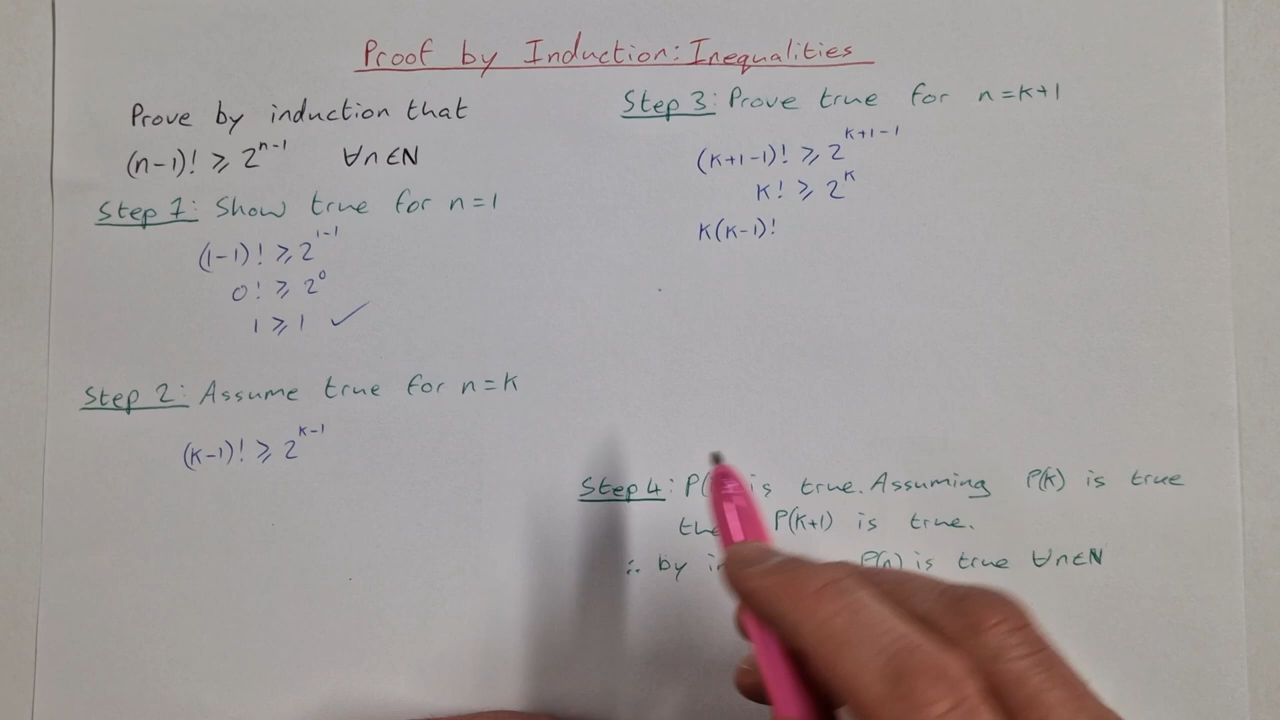 Proof by Induction: Inequalities
Prove by induction that
(n-1)! ⩾ 2^{n-1} ∀n∈ℕ
Step 1: Show true for n=1
(1-1)! ⩾ 2^{1-1}
0! ⩾ 2^0
1 ⩾ 1 ✓
Step 2: Assume true for n=k
(k-1)! ⩾ 2^{k-1}
Step 3: Prove true for n=k+1
(k+1-1)! ⩾ 2^{k+1-1}
k! ⩾ 2^k
k(k-1)!
Step 4: is true. Assuming P(k) is true
P(k+1) is true.
∴ by P(n) is true ∀n∈ℕ